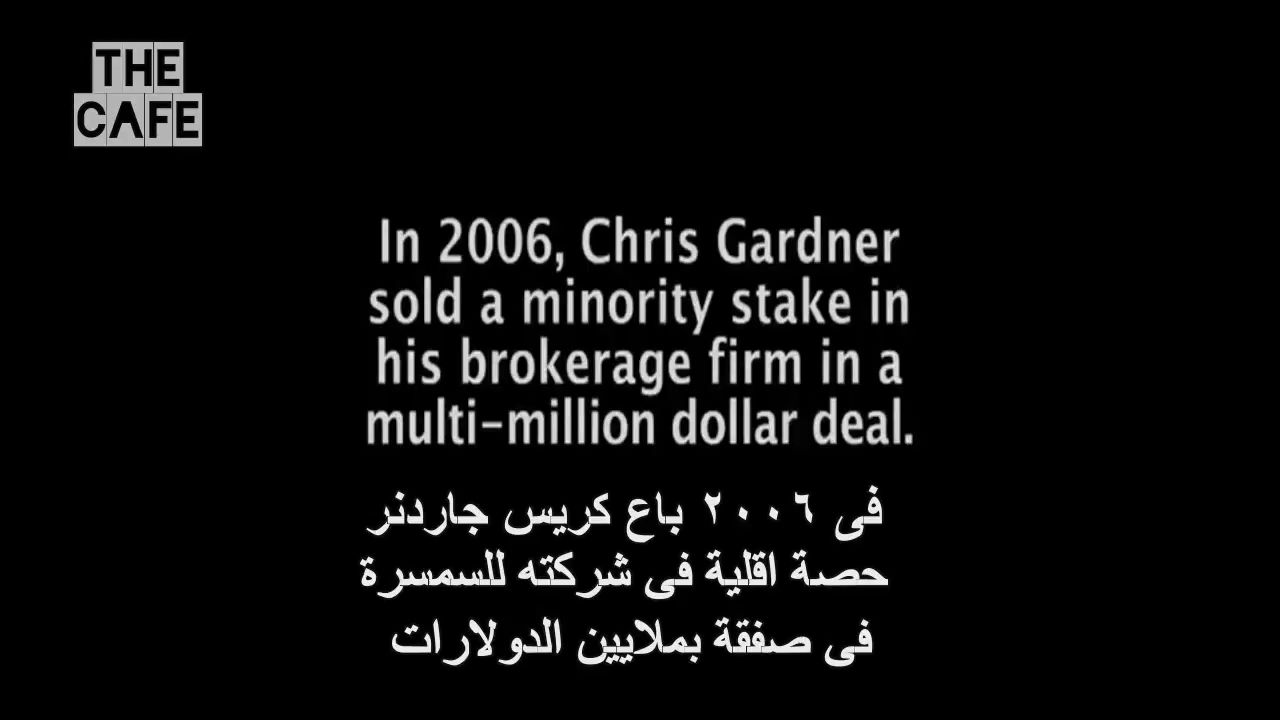 THE
CAFE
In 2006, Chris Gardner
sold a minority stake in
his brokerage firm in a
multi-million dollar deal.
فى ٢٠٠٦ باع كريس جاردنر
حصة اقلية فى شركته للسمسرة
فى صفقة بملايين الدولارات